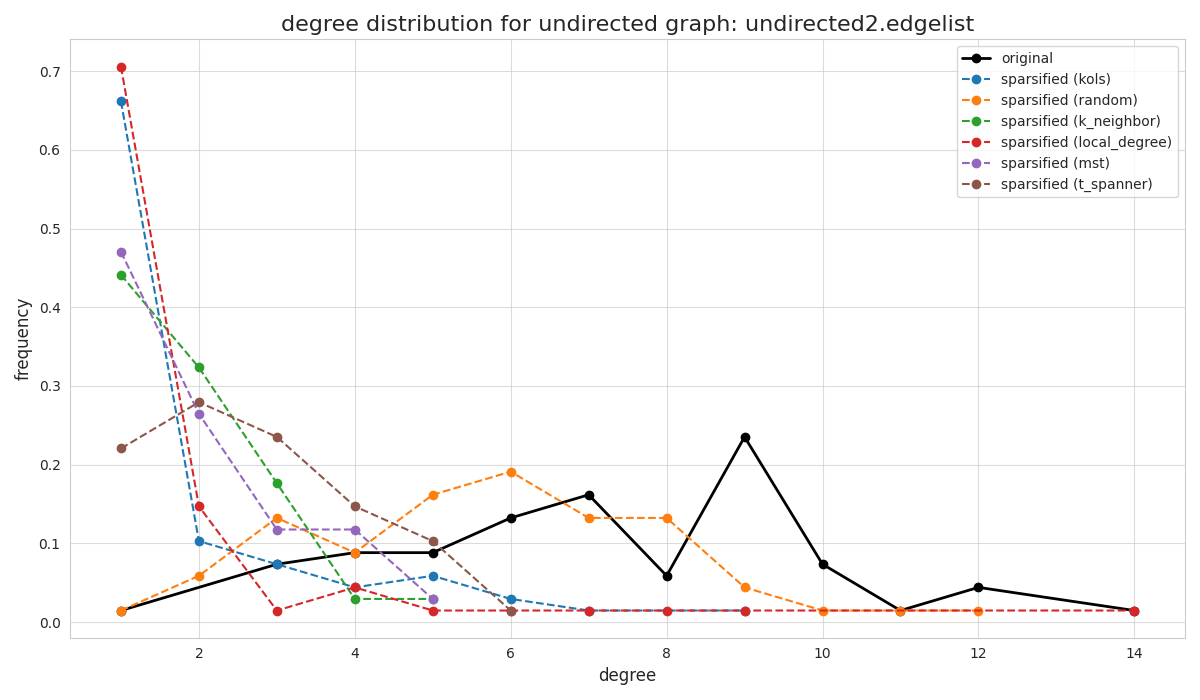 degree distribution for undirected graph: undirected2.edgelist
original
sparsified (kols)
sparsified (random)
sparsified (k_neighbor)
sparsified (local_degree)
sparsified (mst)
sparsified (t_spanner)
frequency
0.7
0.6
0.5
0.4
0.3
0.2
0.1
0.0
2 4 6 8 10 12 14
degree